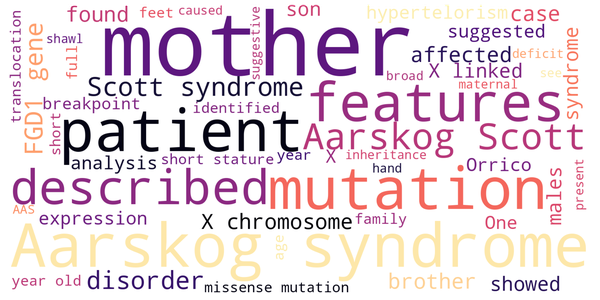 translocation
shawl
found
feet
caused
suggestive
son
hypertelorism
case
gene
full
mother
suggested
affected
deficit
syndrome
Scott syndrome
broad
X linked
see
maternal
FGD1
breakpoint
identified
features
short
patient
Aarskog Scott
analysis
short stature
year
X
inheritance
hand
Orrico
described
mutation
males
present
AAS
expression
X chromosome
family
One
Aarskog syndrome
age
year old
disorder
missense mutation
brother
showed